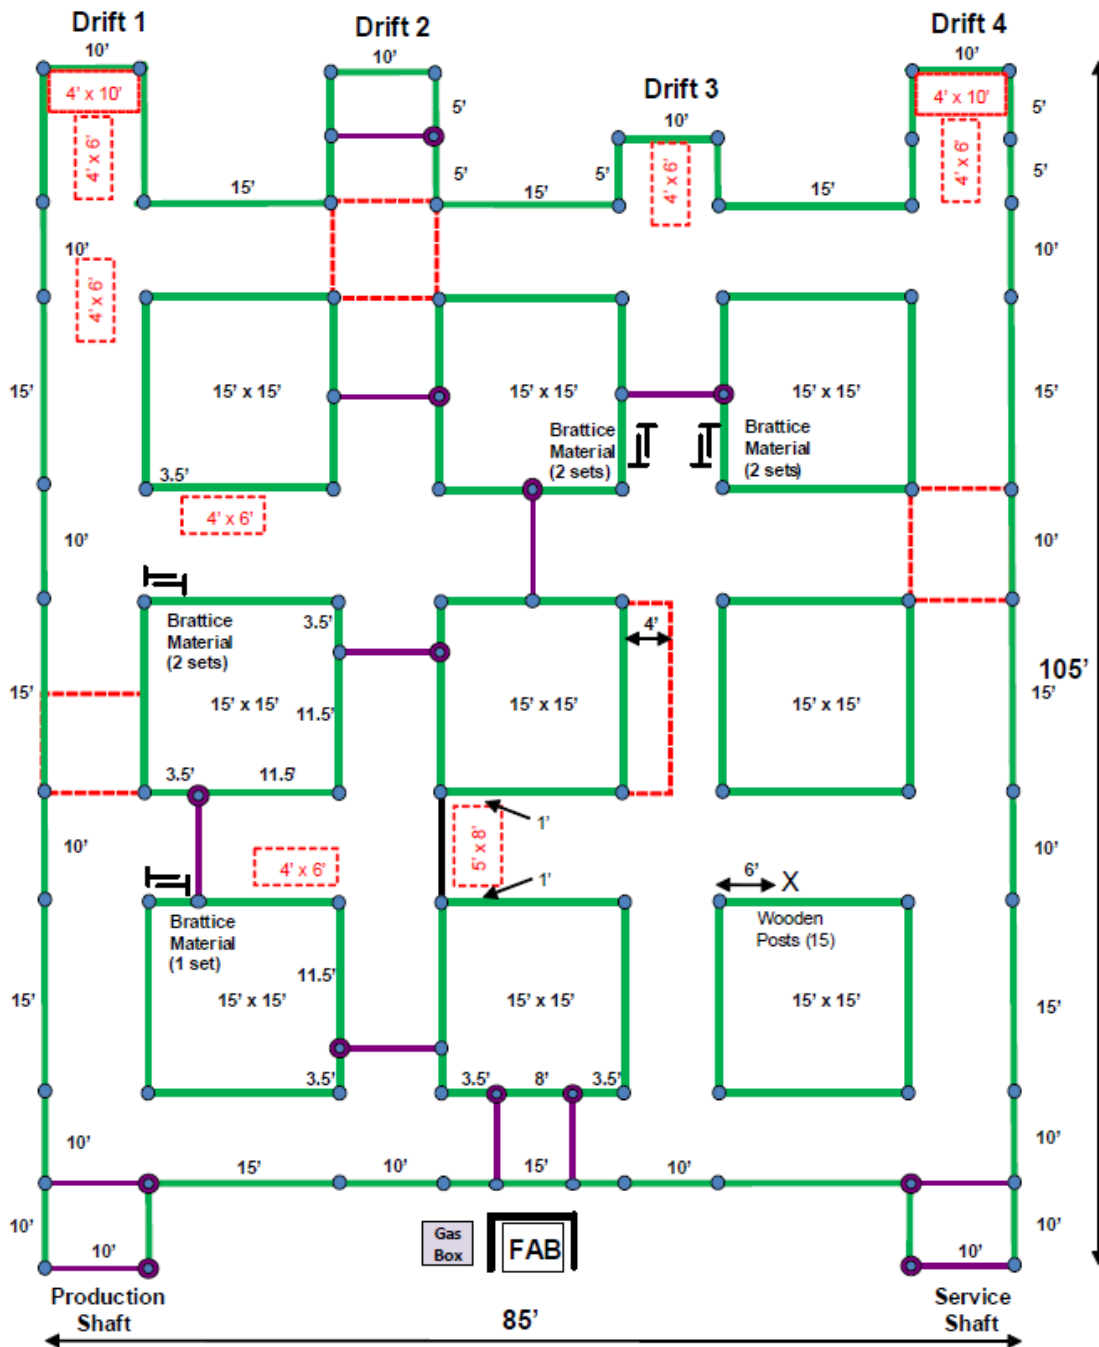 Drift 1
Drift 2
Drift 3
Drift 4
10’
10’
10’
10’
4’ x 10’
4’ x 10’
4’ x 6’
4’ x 6’
4’ x 6’
5’
5’
5’
5’
5’
15’
15’
15’
10’
10’
4’ x 6’
15’
15’ x 15’
15’ x 15’
15’ x 15’
15’
Brattice
Material
(2 sets)
Brattice
Material
(2 sets)
3.5’
4’ x 6’
10’
10’
Brattice
Material
(2 sets)
3.5’
4’
105’
15’
15’ x 15’
11.5’
15’ x 15’
15’ x 15’
15’
3.5’
11.5’
10’
4’ x 6’
5’ x 8’
1’
1’
10’
6’
X
Wooden
Posts (15)
Brattice
Material
(1 set)
11.5’
15’
15’ x 15’
15’ x 15’
15’ x 15’
15’
3.5’
3.5’
8’
3.5’
10’
15’
10’
15’
10’
10’
10’
10’
10’
10’
Gas
Box
FAB
Production
Shaft
Service
Shaft
85’